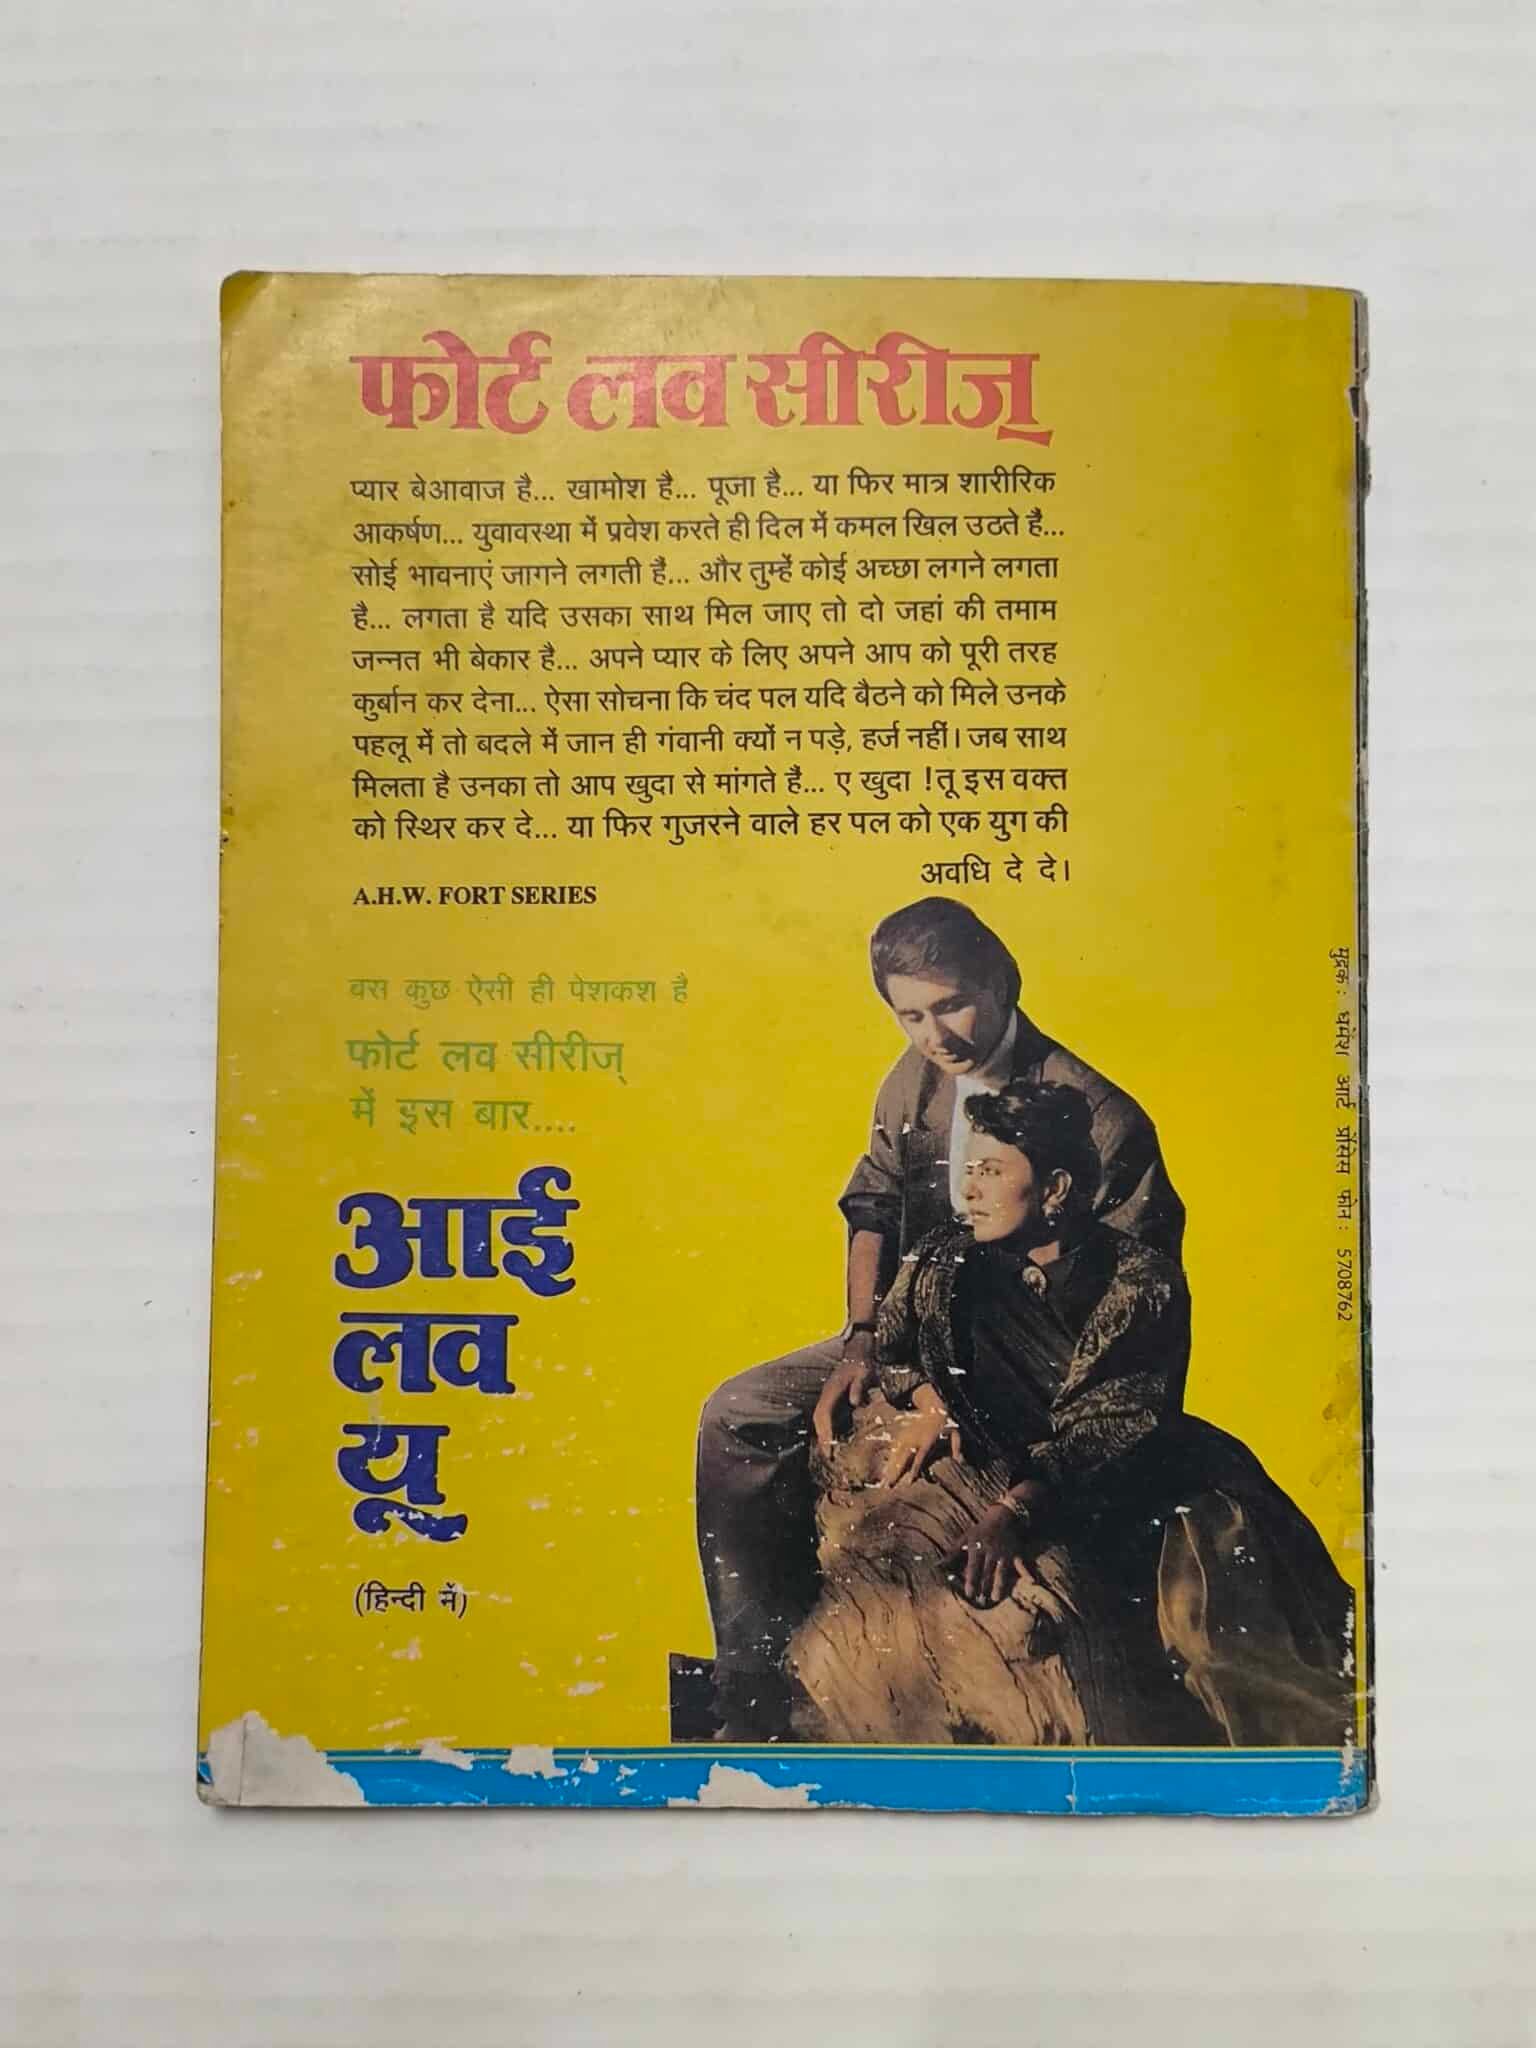 फोर्ट लव सीरीज़
प्यार बेआवाज है... खामोश है... पूजा है... या फिर मात्र शारीरिक
आकर्षण... युवावस्था में प्रवेश करते ही दिल में कमल खिल उठते हैं...
सोई भावनाएं जागने लगती हैं... और तुम्हें कोई अच्छा लगने लगता
है... लगता है यदि उसका साथ मिल जाए तो दो जहां की तमाम
जन्नत भी बेकार है... अपने प्यार के लिए अपने आप को पूरी तरह
कुर्बान कर देना... ऐसा सोचना कि चंद पल यदि बैठने को मिले उनके
पहलू में तो बदले में जान ही गंवानी क्यों न पड़े, हर्ज नहीं। जब साथ
मिलता है उनका तो आप खुदा से मांगते हैं... ए खुदा ! तू इस वक्त
को स्थिर कर दे... या फिर गुजरने वाले हर पल को एक युग की
अवधि दे दे।
A.H.W. FORT SERIES
बस कुछ ऐसी ही पेशकश है
फोर्ट लव सीरीज़
में इस बार....
आई
लव
यू
(हिन्दी में)
मुद्रक: धर्मेश आर्ट प्रोसेस फोन: 5708762